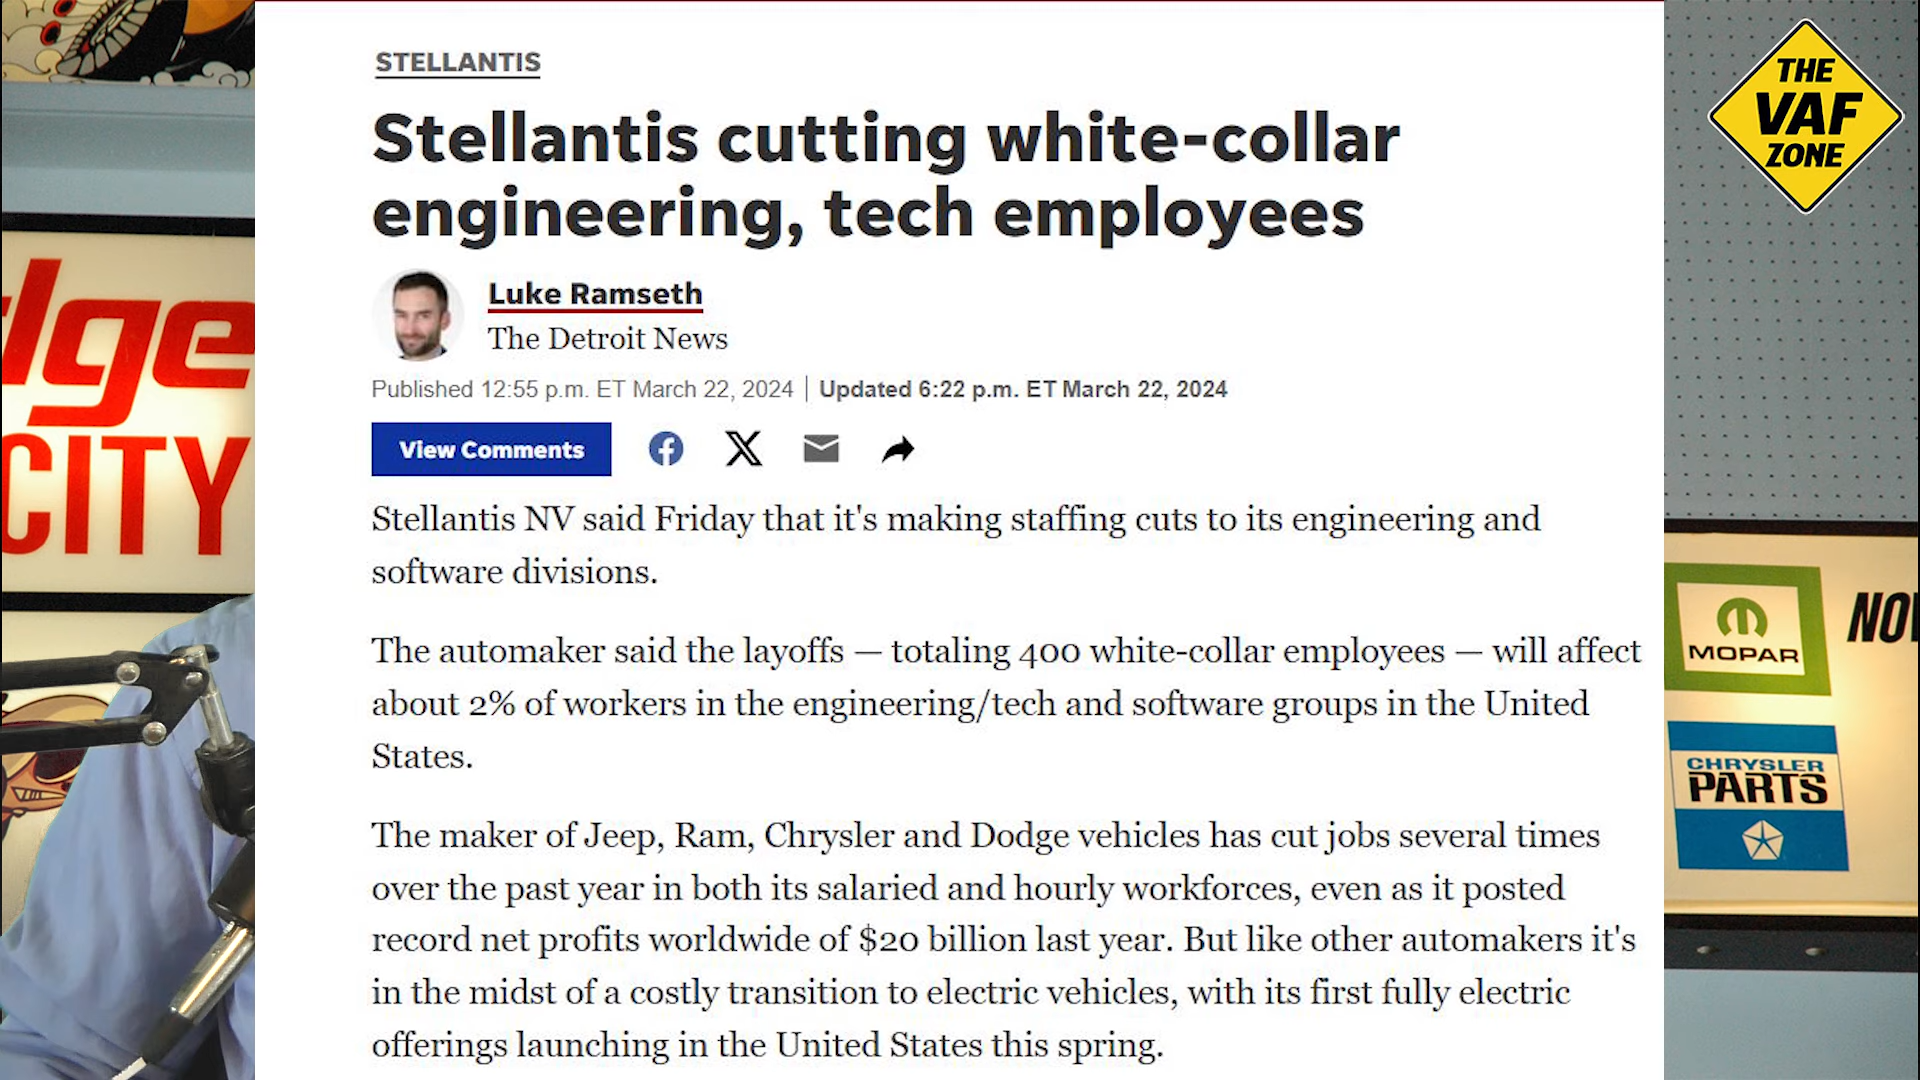 STELLANTIS
Stellantis cutting white-collar
engineering, tech employees
Luke Ramseth
The Detroit News
Published 12:55 p.m. ET March 22, 2024 | Updated 6:22 p.m. ET March 22, 2024
View Comments
Stellantis NV said Friday that it's making staffing cuts to its engineering and
software divisions.
The automaker said the layoffs — totaling 400 white-collar employees — will affect
about 2% of workers in the engineering/tech and software groups in the United
States.
The maker of Jeep, Ram, Chrysler and Dodge vehicles has cut jobs several times
over the past year in both its salaried and hourly workforces, even as it posted
record net profits worldwide of $20 billion last year. But like other automakers it's
in the midst of a costly transition to electric vehicles, with its first fully electric
offerings launching in the United States this spring.
THE
VAF
ZONE
dge
CITY
MOPAR
NOW
CHRYSLER
PARTS